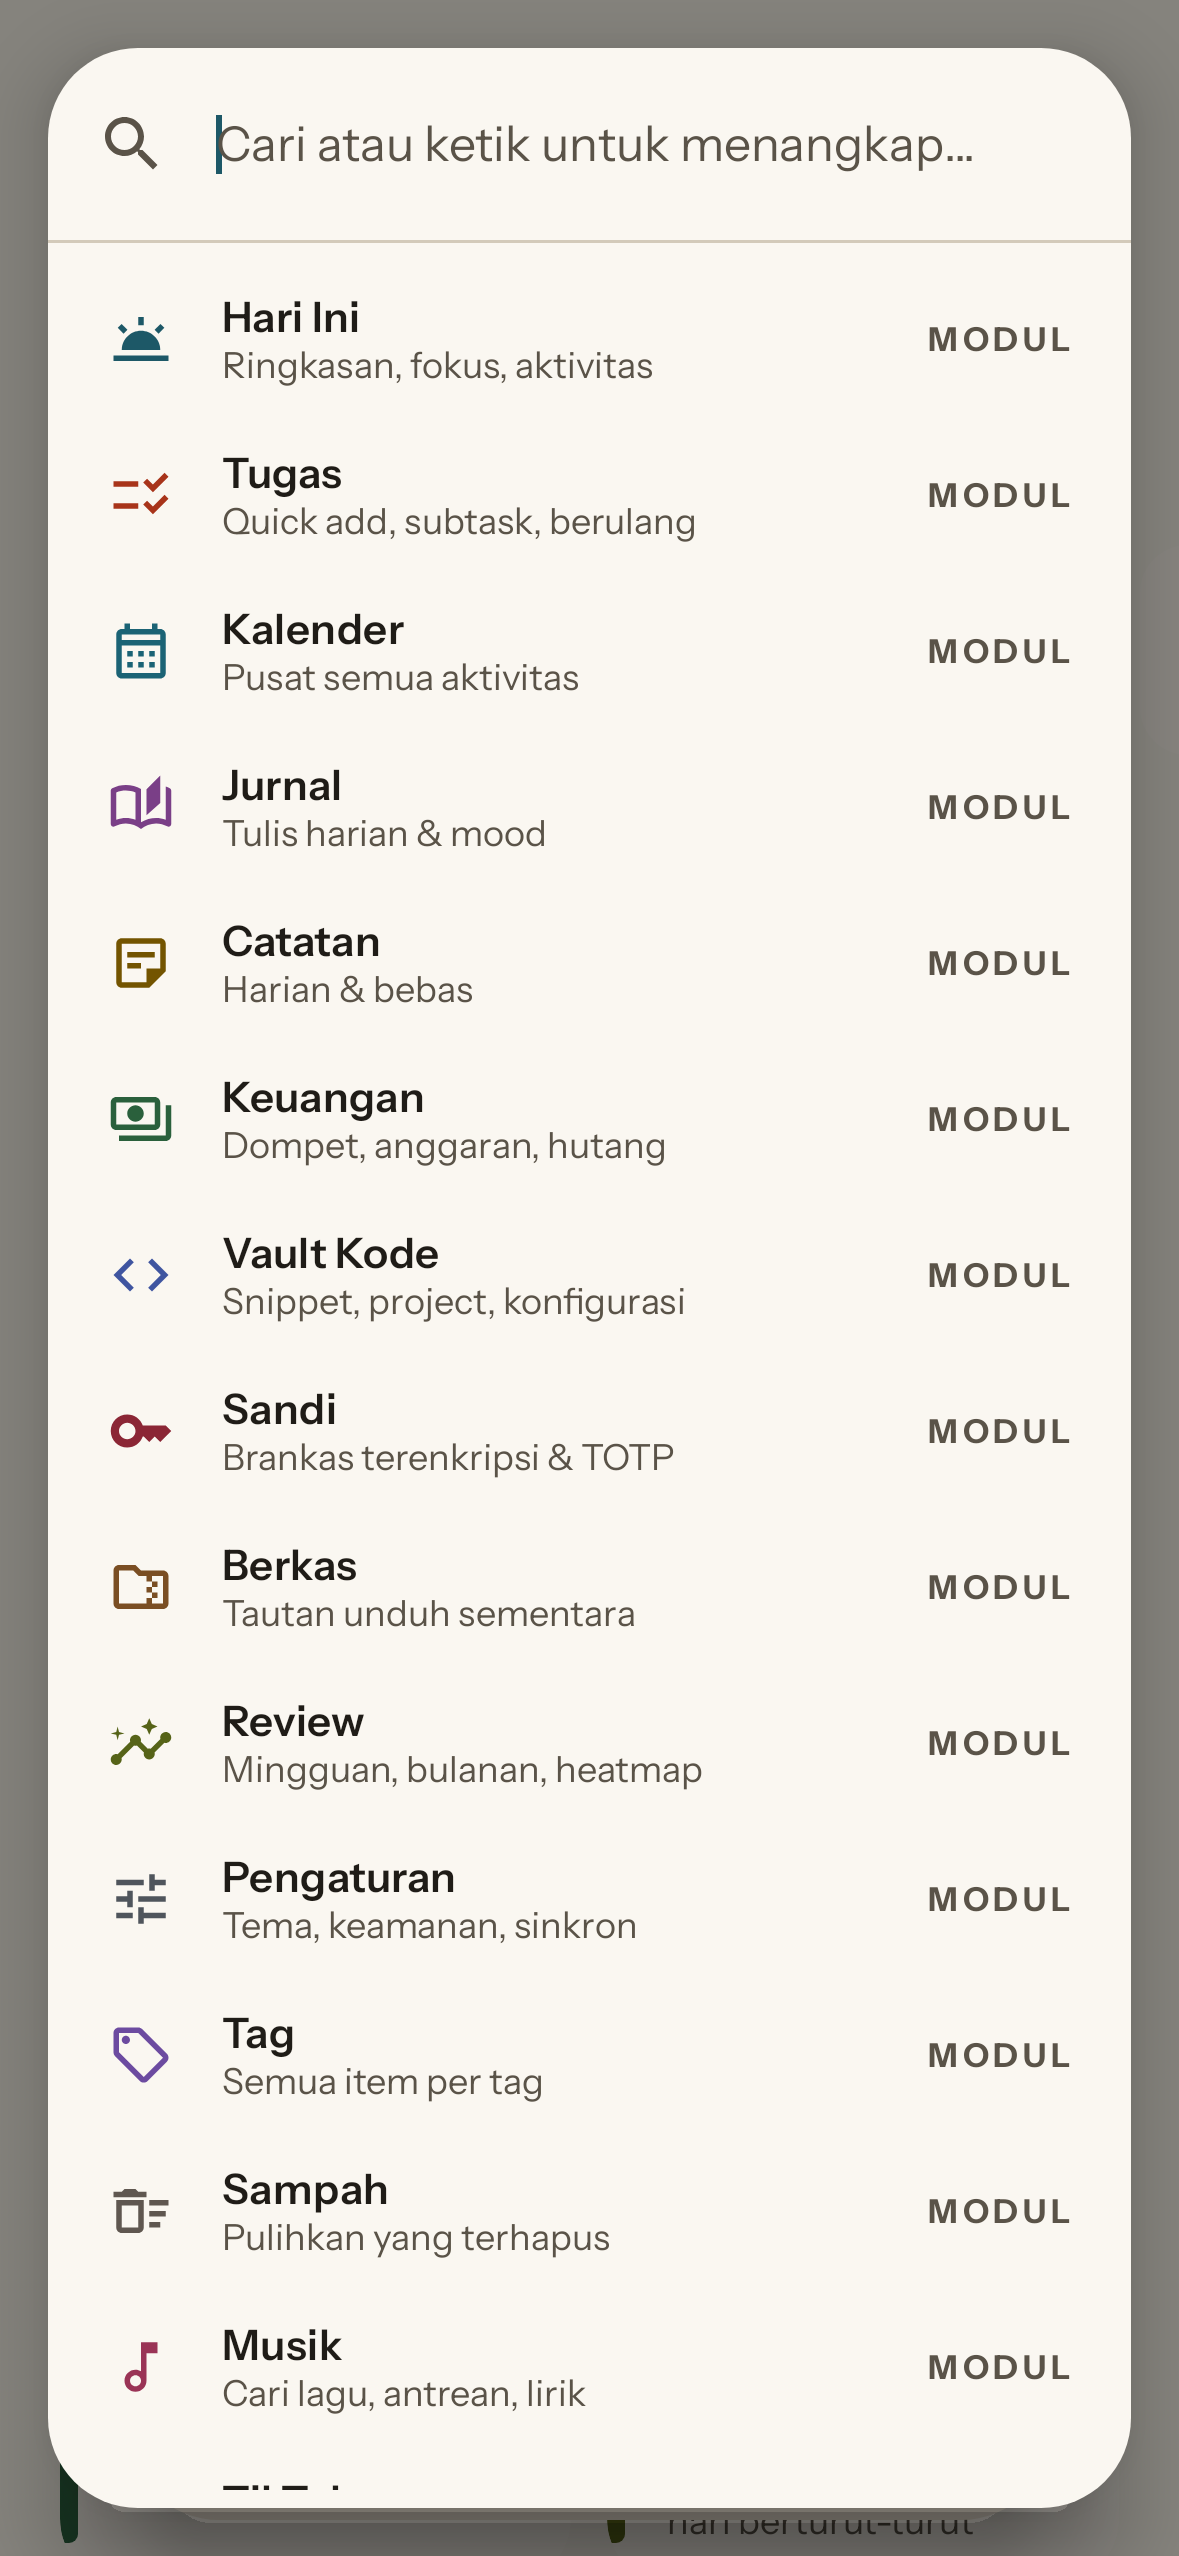 Cari atau ketik untuk menangkap...
Hari Ini
Ringkasan, fokus, aktivitas
MODUL
Tugas
Quick add, subtask, berulang
MODUL
Kalender
Pusat semua aktivitas
MODUL
Jurnal
Tulis harian & mood
MODUL
Catatan
Harian & bebas
MODUL
Keuangan
Dompet, anggaran, hutang
MODUL
Vault Kode
Snippet, project, konfigurasi
MODUL
Sandi
Brankas terenkripsi & TOTP
MODUL
Berkas
Tautan unduh sementara
MODUL
Review
Mingguan, bulanan, heatmap
MODUL
Pengaturan
Tema, keamanan, sinkron
MODUL
Tag
Semua item per tag
MODUL
Sampah
Pulihkan yang terhapus
MODUL
Musik
Cari lagu, antrean, lirik
MODUL
hari berturut-turut